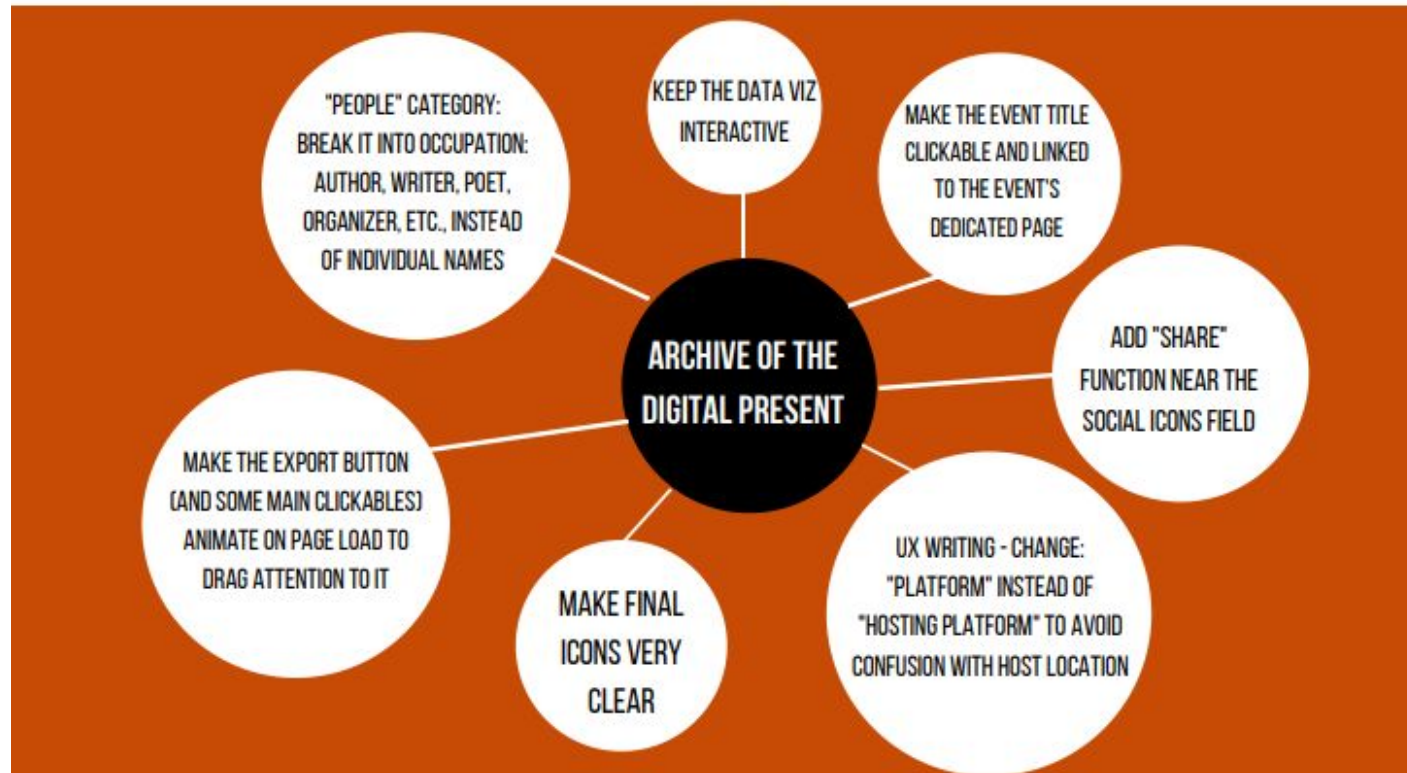 "PEOPLE" CATEGORY:
BREAK IT INTO OCCUPATION:
AUTHOR, WRITER, POET,
ORGANIZER, ETC., INSTEAD
OF INDIVIDUAL NAMES
KEEP THE DATA VIZ
INTERACTIVE
MAKE THE EVENT TITLE
CLICKABLE AND LINKED
TO THE EVENT'S
DEDICATED PAGE
ARCHIVE OF THE
DIGITAL PRESENT
ADD "SHARE"
FUNCTION NEAR THE
SOCIAL ICONS FIELD
MAKE THE EXPORT BUTTON
(AND SOME MAIN CLICKABLES)
ANIMATE ON PAGE LOAD TO
DRAG ATTENTION TO IT
MAKE FINAL
ICONS VERY
CLEAR
UX WRITING - CHANGE:
"PLATFORM" INSTEAD OF
"HOSTING PLATFORM" TO AVOID
CONFUSION WITH HOST LOCATION